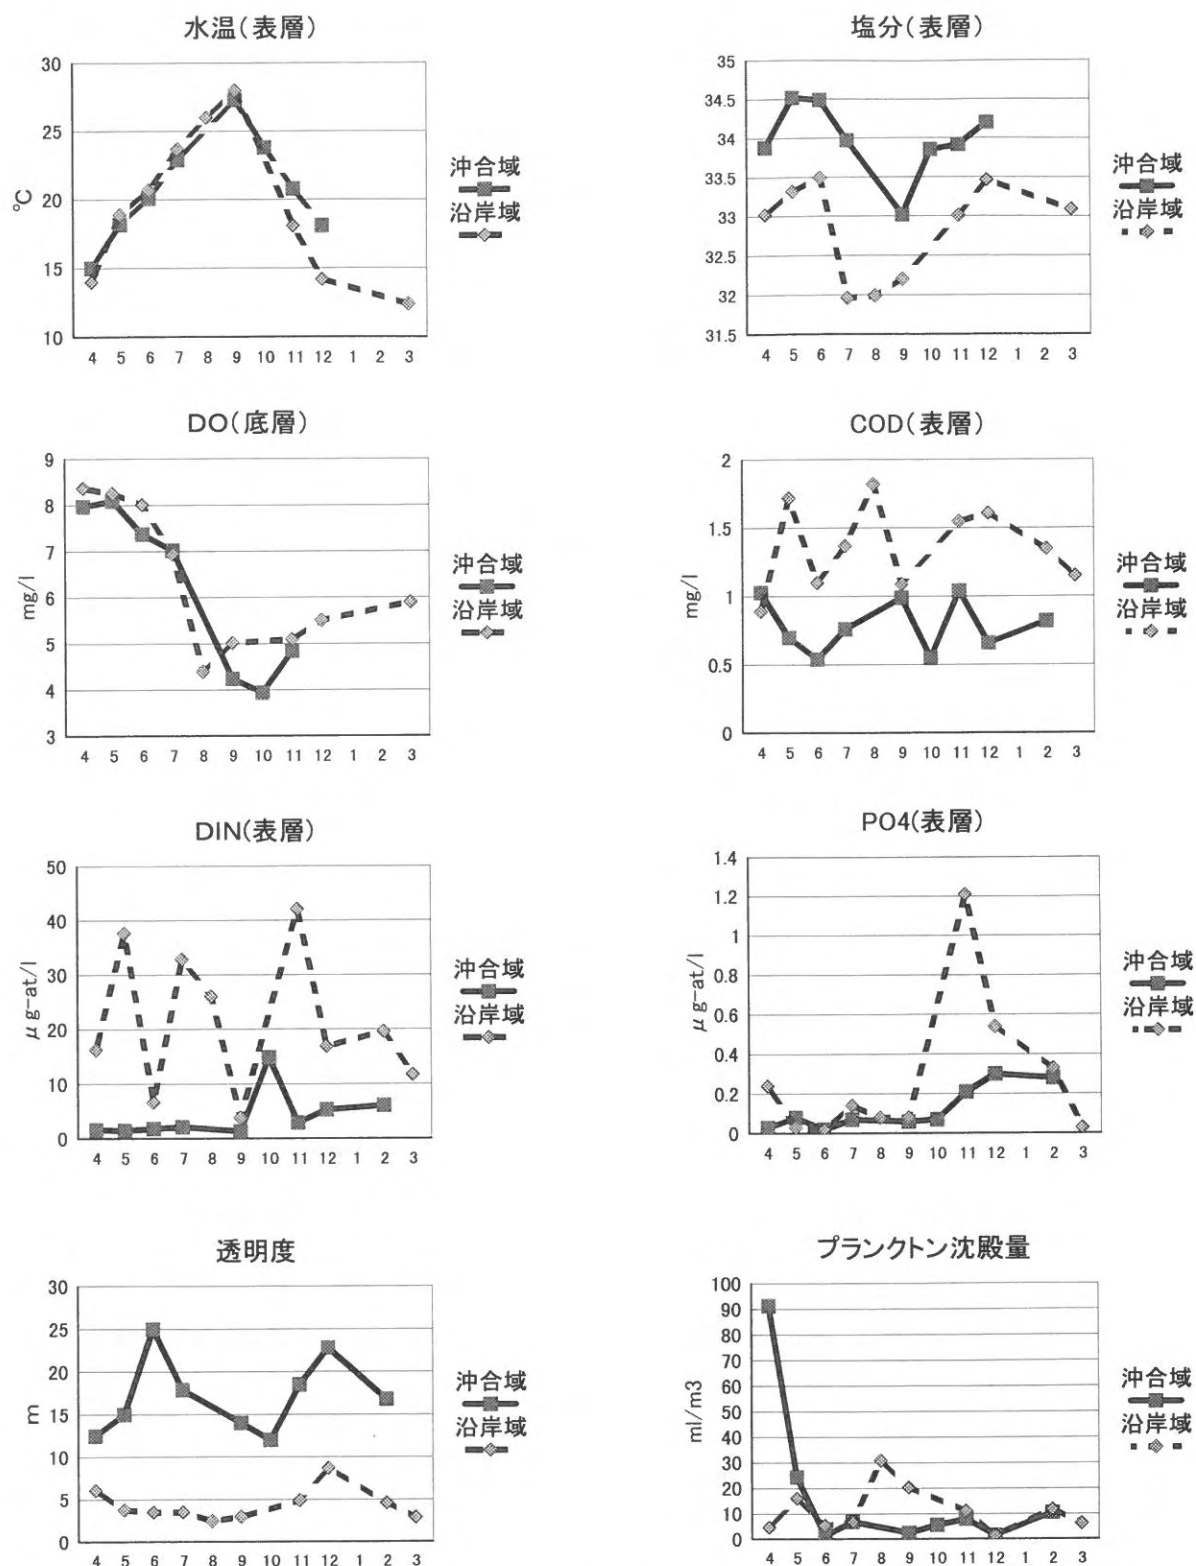 水温(表層)
30
25
20
15
10
℃
4 5 6 7 8 9 10 11 12 1 2 3
沖合域
沿岸域
塩分(表層)
35
34.5
34
33.5
33
32.5
32
31.5
4 5 6 7 8 9 10 11 12 1 2 3
沖合域
沿岸域
DO(底層)
9
8
7
6
5
4
3
mg/l
4 5 6 7 8 9 10 11 12 1 2 3
沖合域
沿岸域
COD(表層)
2
1.5
1
0.5
0
mg/l
4 5 6 7 8 9 10 11 12 1 2 3
沖合域
沿岸域
DIN(表層)
50
40
30
20
10
0
μg-at/l
4 5 6 7 8 9 10 11 12 1 2 3
沖合域
沿岸域
PO4(表層)
1.4
1.2
1
0.8
0.6
0.4
0.2
0
μg-at/l
4 5 6 7 8 9 10 11 12 1 2 3
沖合域
沿岸域
透明度
30
25
20
15
10
5
0
m
4 5 6 7 8 9 10 11 12 1 2 3
沖合域
沿岸域
プランクトン沈殿量
100
90
80
70
60
50
40
30
20
10
0
ml/m3
4 5 6 7 8 9 10 11 12 1 2 3
沖合域
沿岸域